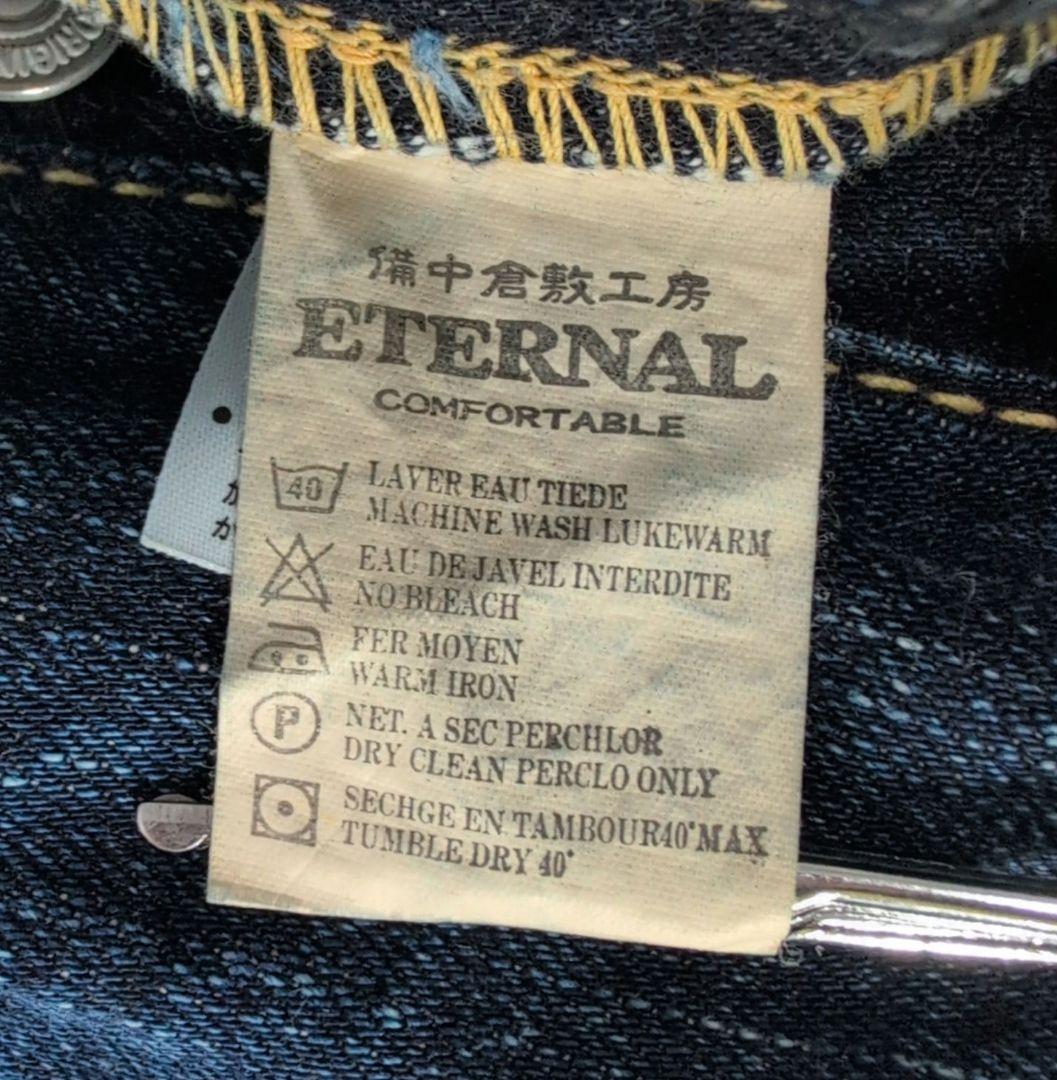 備中倉敷工房
ETERNAL
COMFORTABLE
40
LAVER EAU TIEDE
MACHINE WASH LUKEWARM
EAU DE JAVEL INTERDITE
NO BLEACH
FER MOYEN
WARM IRON
P
NET. A SEC PERCHLOR
DRY CLEAN PERCLO ONLY
SECHGE EN TAMBOUR40°MAX
TUMBLE DRY 40°